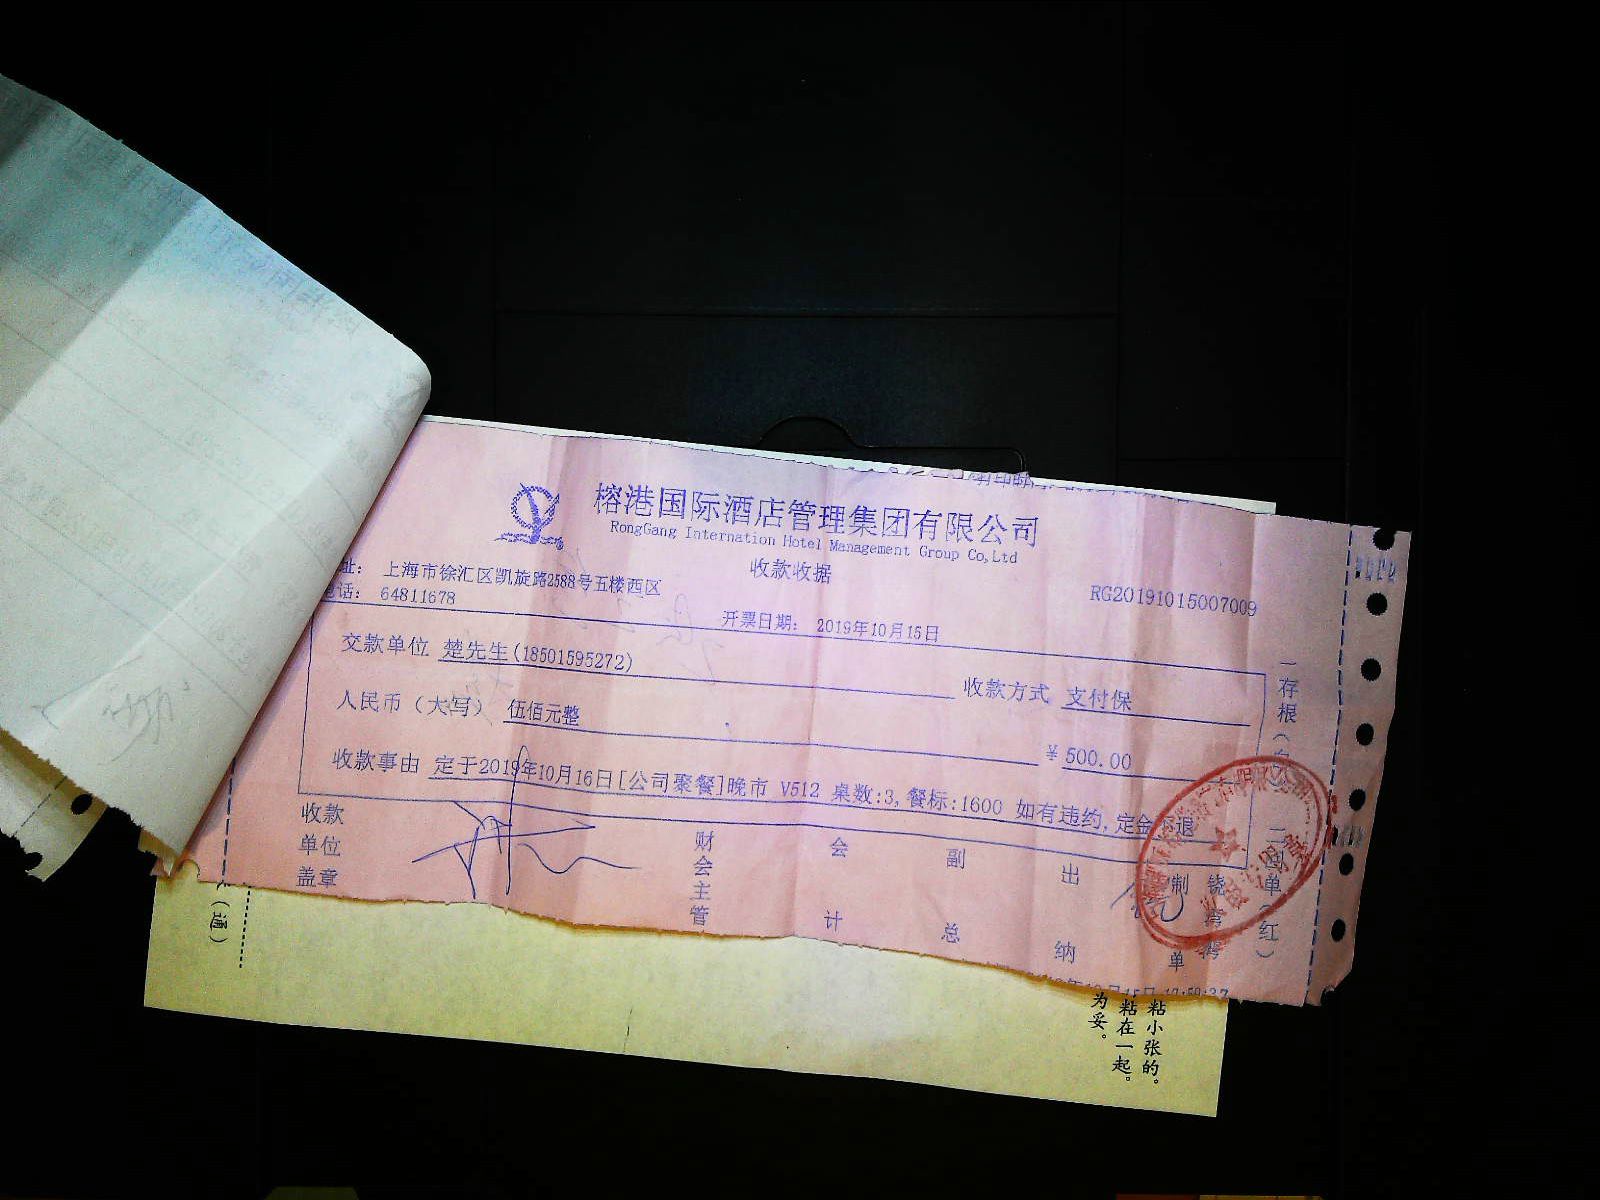 榕港国际酒店管理集团有限公司
RongGang Internation Hotel Management Group Co,Ltd
收款收据
址: 上海市徐汇区凯旋路2588号五楼西区
RG20191015007009
电话: 64811678
开票日期: 2019年10月15日
交款单位 楚先生(18501595272)
收款方式 支付保
人民币(大写) 伍佰元整
¥ 500.00
收款事由 定于2019年10月16日[公司聚餐]晚市 V512 桌数:3,餐标:1600 如有违约,定金不退
收款单位盖章
财会主管
会计
副总
出纳
制单
一存根(
单(红)
(通)
粘小张的。
粘在一起。
为妥。